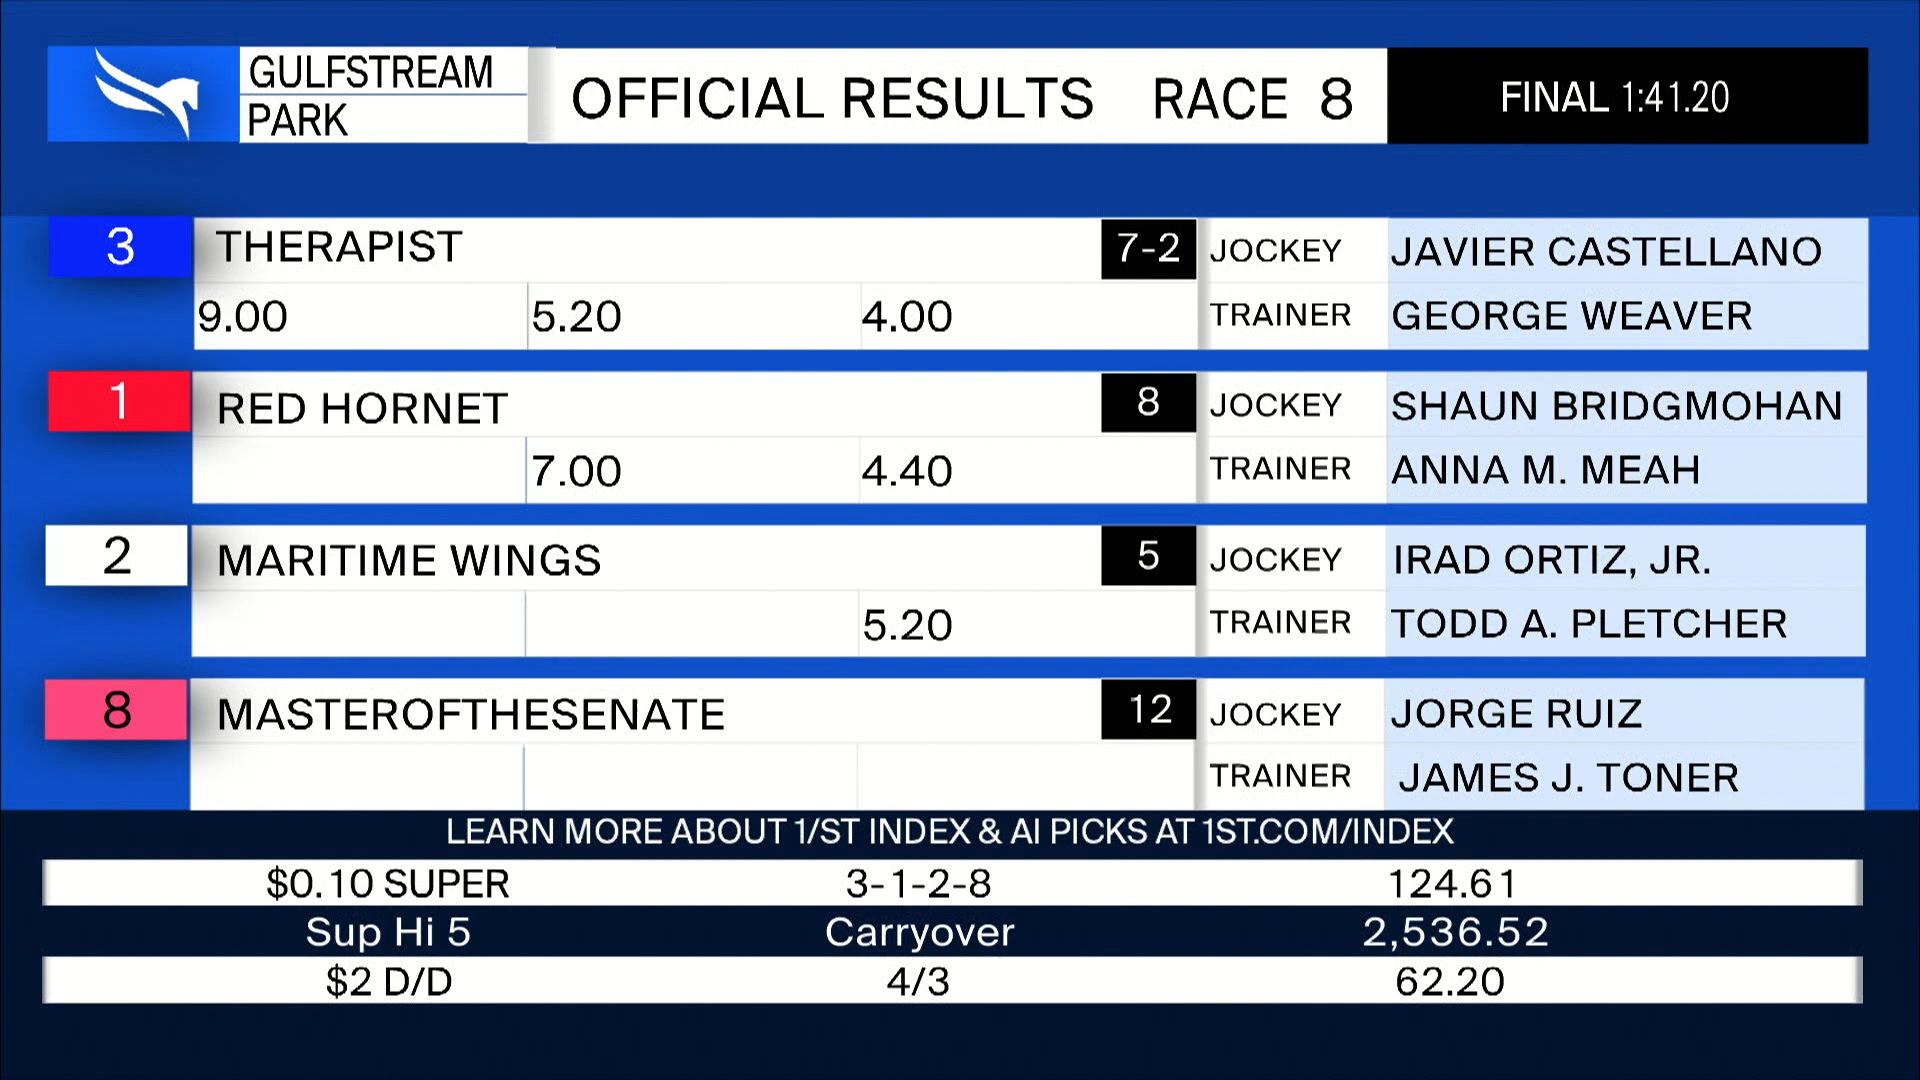 GULFSTREAM
PARK
OFFICIAL RESULTS RACE 8
FINAL 1:41.20
3 THERAPIST 7-2 JOCKEY JAVIER CASTELLANO
9.00 5.20 4.00 TRAINER GEORGE WEAVER
1 RED HORNET 8 JOCKEY SHAUN BRIDGMOHAN
7.00 4.40 TRAINER ANNA M. MEAH
2 MARITIME WINGS 5 JOCKEY IRAD ORTIZ, JR.
5.20 TRAINER TODD A. PLETCHER
8 MASTEROFTHESENATE 12 JOCKEY JORGE RUIZ
TRAINER JAMES J. TONER
LEARN MORE ABOUT 1/ST INDEX & AI PICKS AT 1ST.COM/INDEX
$0.10 SUPER 3-1-2-8 124.61
Sup Hi 5 Carryover 2,536.52
$2 D/D 4/3 62.20